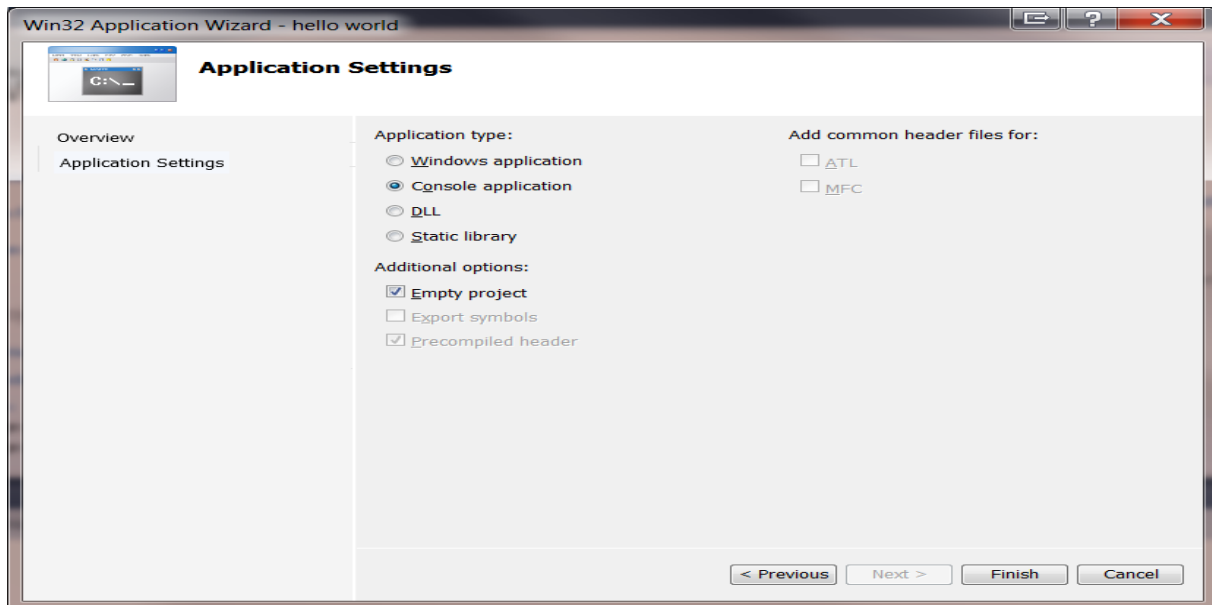 Win32 Application Wizard - hello world
?
X
C:\_
Application Settings
Overview
Application Settings
Application type:
Windows application
Console application
DLL
Static library
Additional options:
Empty project
Export symbols
Precompiled header
Add common header files for:
ATL
MFC
< Previous
Next >
Finish
Cancel